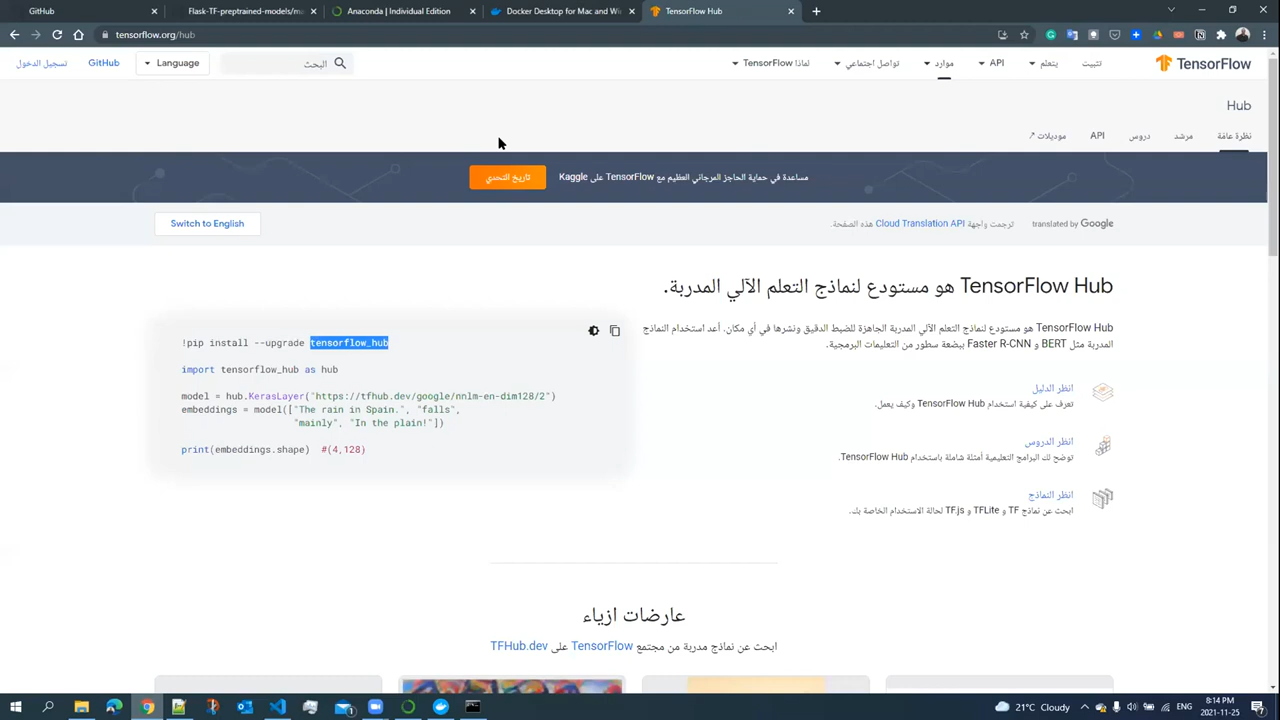 GitHub
Flask-TF-preptrained-models/m
Anaconda | Individual Edition
Docker Desktop for Mac and Win
TensorFlow Hub
tensorflow.org/hub
TensorFlow
تثبيت
يتعلم
API
موارد
تواصل اجتماعي
لماذا TensorFlow
البحث
Language
GitHub
تسجيل الدخول
Hub
نظرة عامّة
مرشد
دروس
API
موديلات
مساعدة في حماية الحاجز المرجاني العظيم مع TensorFlow على Kaggle
تاريخ التحدي
translated by Google
ترجمت واجهة Cloud Translation API هذه الصفحة.
Switch to English
TensorFlow Hub هو مستودع لنماذج التعلم الآلي المدربة.
TensorFlow Hub هو مستودع لنماذج التعلم الآلي المدربة الجاهزة للضبط الدقيق ونشرها في أي مكان. أعد استخدام النماذج
المدربة مثل BERT و Faster R-CNN ببضعة سطور من التعليمات البرمجية.
انظر الدليل
تعرف على كيفية استخدام TensorFlow Hub وكيف يعمل.
انظر الدروس
توضح لك البرامج التعليمية أمثلة شاملة باستخدام TensorFlow Hub.
انظر النماذج
ابحث عن نماذج TF و TFLite و TF.js لحالة الاستخدام الخاصة بك.
!pip install --upgrade tensorflow_hub
import tensorflow_hub as hub
model = hub.KerasLayer("https://tfhub.dev/google/nnlm-en-dim128/2")
embeddings = model(["The rain in Spain.", "falls",
"mainly", "In the plain!"])
print(embeddings.shape)  #(4,128)
عارضات ازياء
ابحث عن نماذج مدربة من مجتمع TensorFlow على TFHub.dev
21°C Cloudy
ENG
8:14 PM
2021-11-25